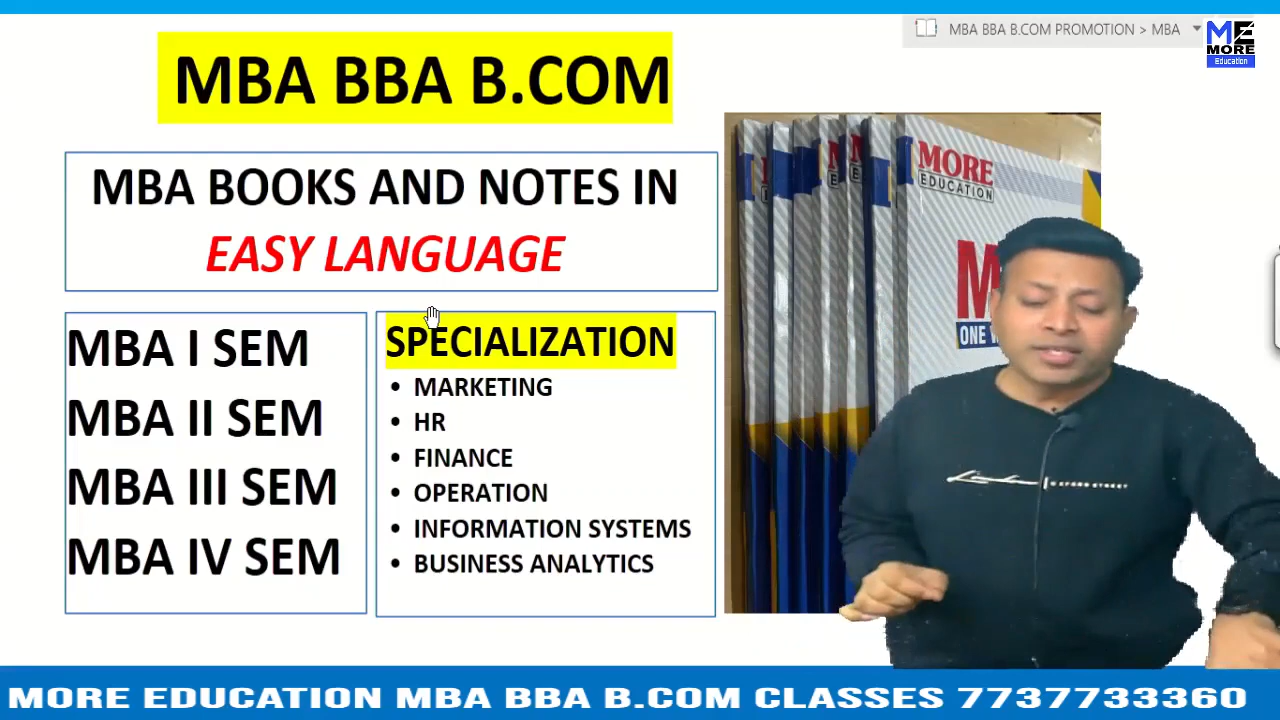 MBA BBA B.COM PROMOTION > MBA
ME
MORE
Education
MBA BBA B.COM
MBA BOOKS AND NOTES IN
EASY LANGUAGE
MBA I SEM
MBA II SEM
MBA III SEM
MBA IV SEM
SPECIALIZATION
• MARKETING
• HR
• FINANCE
• OPERATION
• INFORMATION SYSTEMS
• BUSINESS ANALYTICS
MORE
EDUCATION
ONE
MORE EDUCATION MBA BBA B.COM CLASSES 7737733360